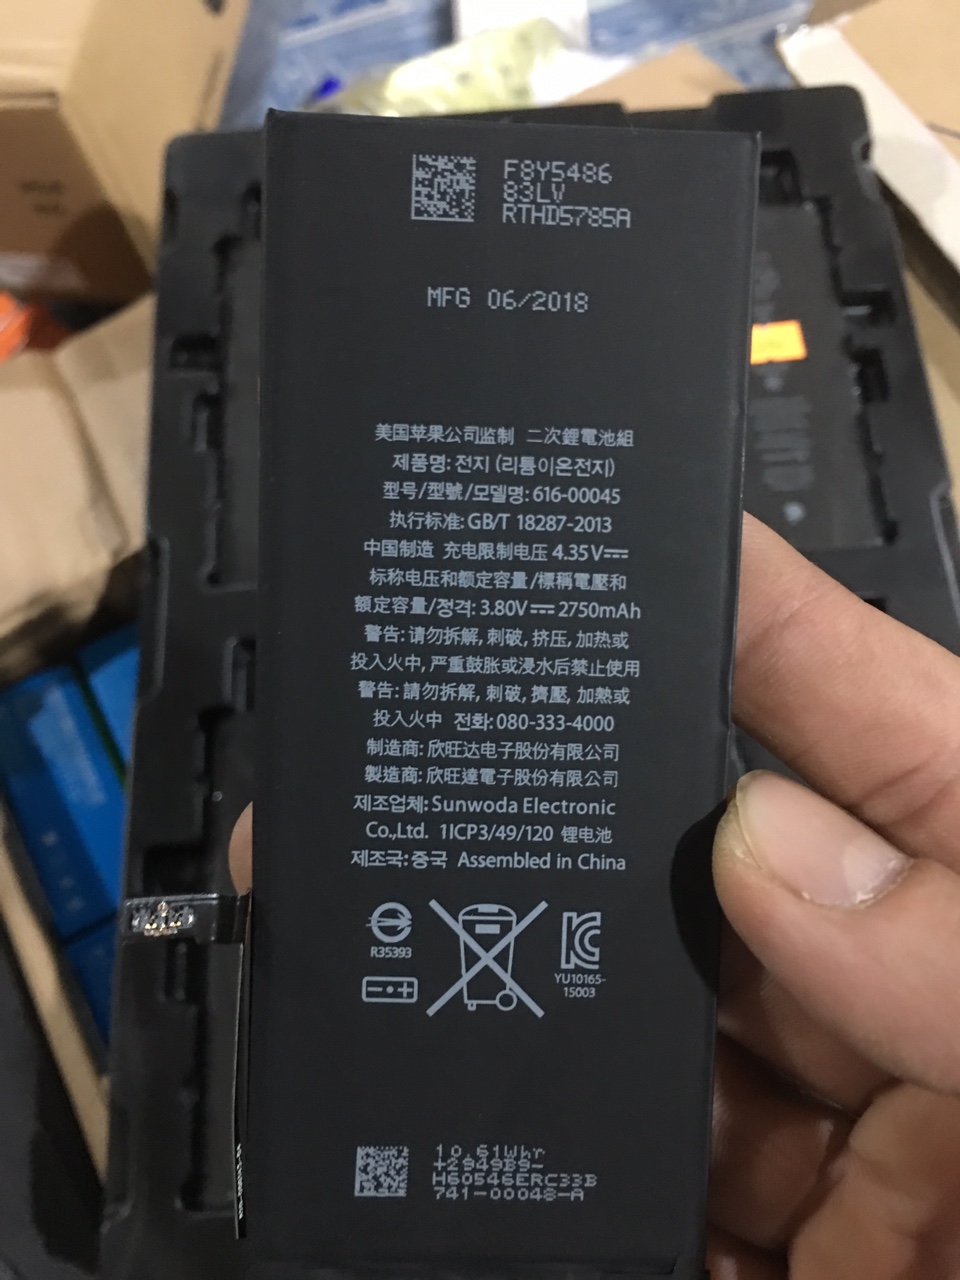 F8Y5486
83LV
RTHD5785A
MFG 06/2018
美国苹果公司监制 二次鋰電池組
제품명: 전지 (리튬이온전지)
型号/型號/모델명: 616-00045
执行标准: GB/T 18287-2013
中国制造 充电限制电压 4.35V⎓
标称电压和额定容量/標稱電壓和
額定容量/정격: 3.80V⎓ 2750mAh
警告: 请勿拆解, 刺破, 挤压, 加热或
投入火中, 严重鼓胀或浸水后禁止使用
警告: 請勿拆解, 刺破, 擠壓, 加熱或
投入火中 전화: 080-333-4000
制造商: 欣旺达电子股份有限公司
製造商: 欣旺達電子股份有限公司
제조업체: Sunwoda Electronic
Co.,Ltd. 1ICP3/49/120 锂电池
제조국: 중국 Assembled in China
R35393
YU10165-
15003
10.61Whr
+2949B9-
H60546ERC33B
741-00048-A